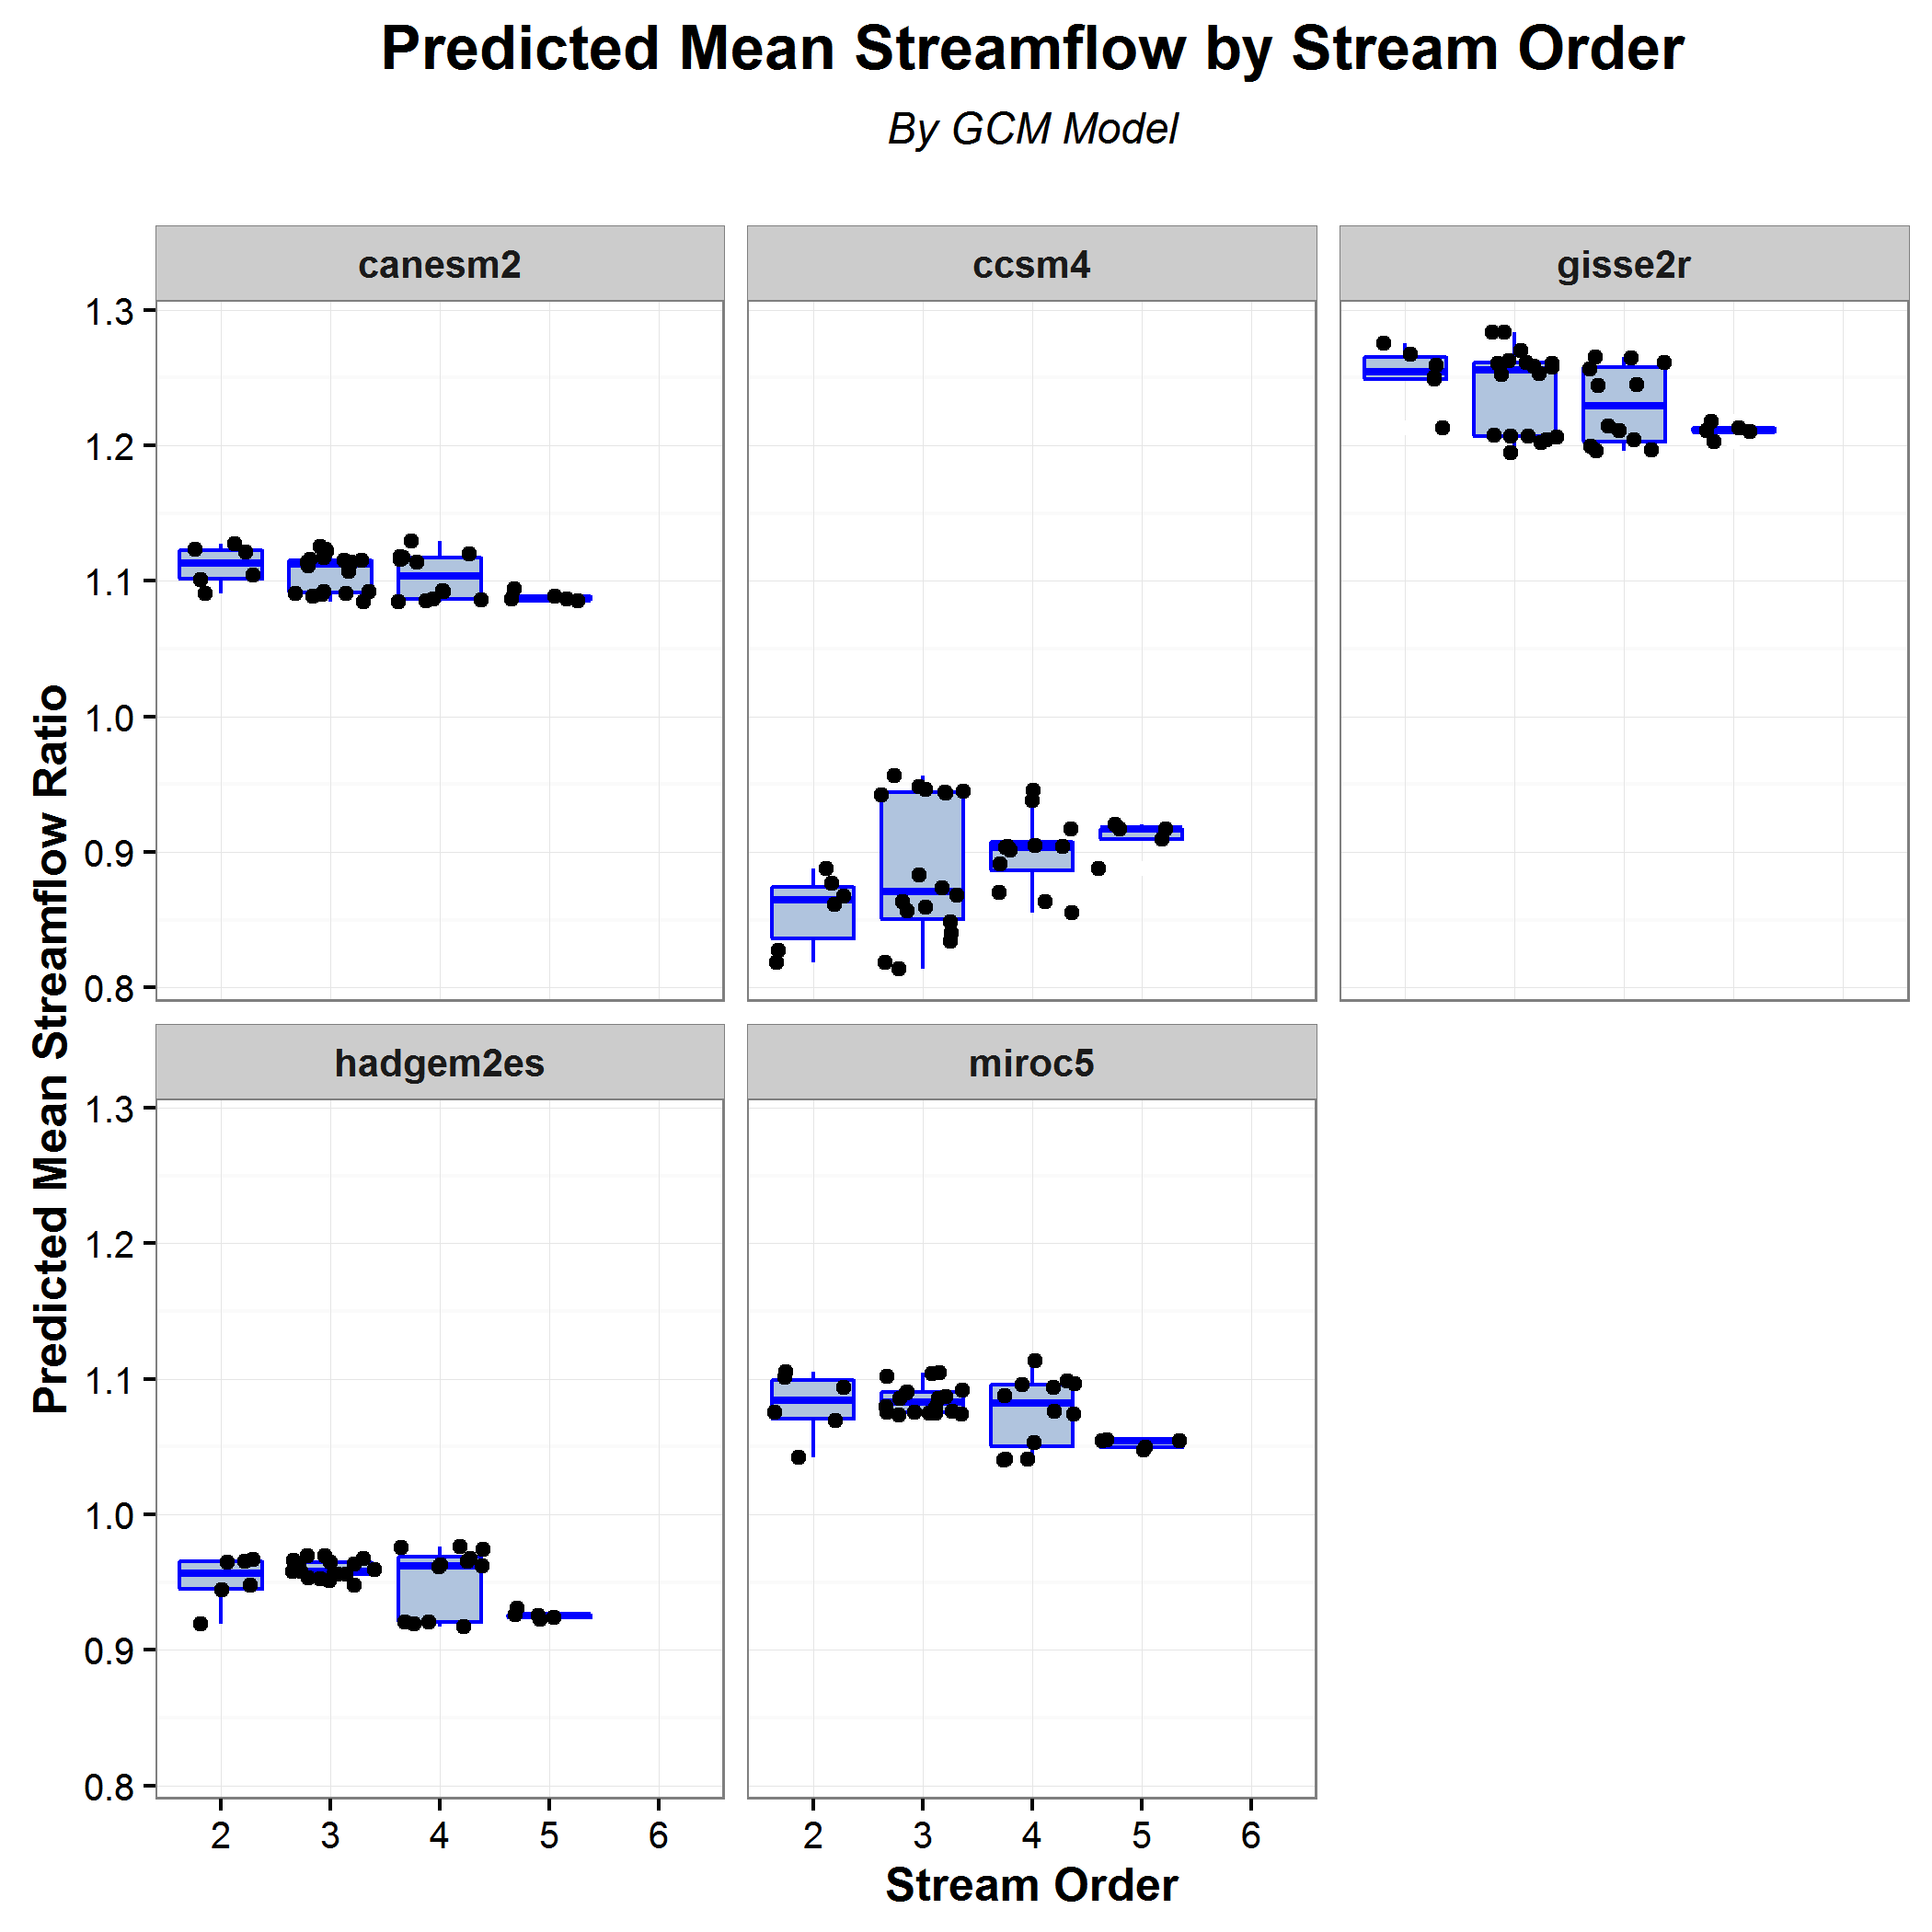 Predicted Mean Streamflow by Stream Order
By GCM Model
canesm2 ccsm4 gisse2r
1.3
1.2
1.1
1.0
0.9
0.8
Predicted Mean Streamflow Ratio
hadgem2es miroc5
1.3
1.2
1.1
1.0
0.9
0.8
2 3 4 5 6 2 3 4 5 6
Stream Order